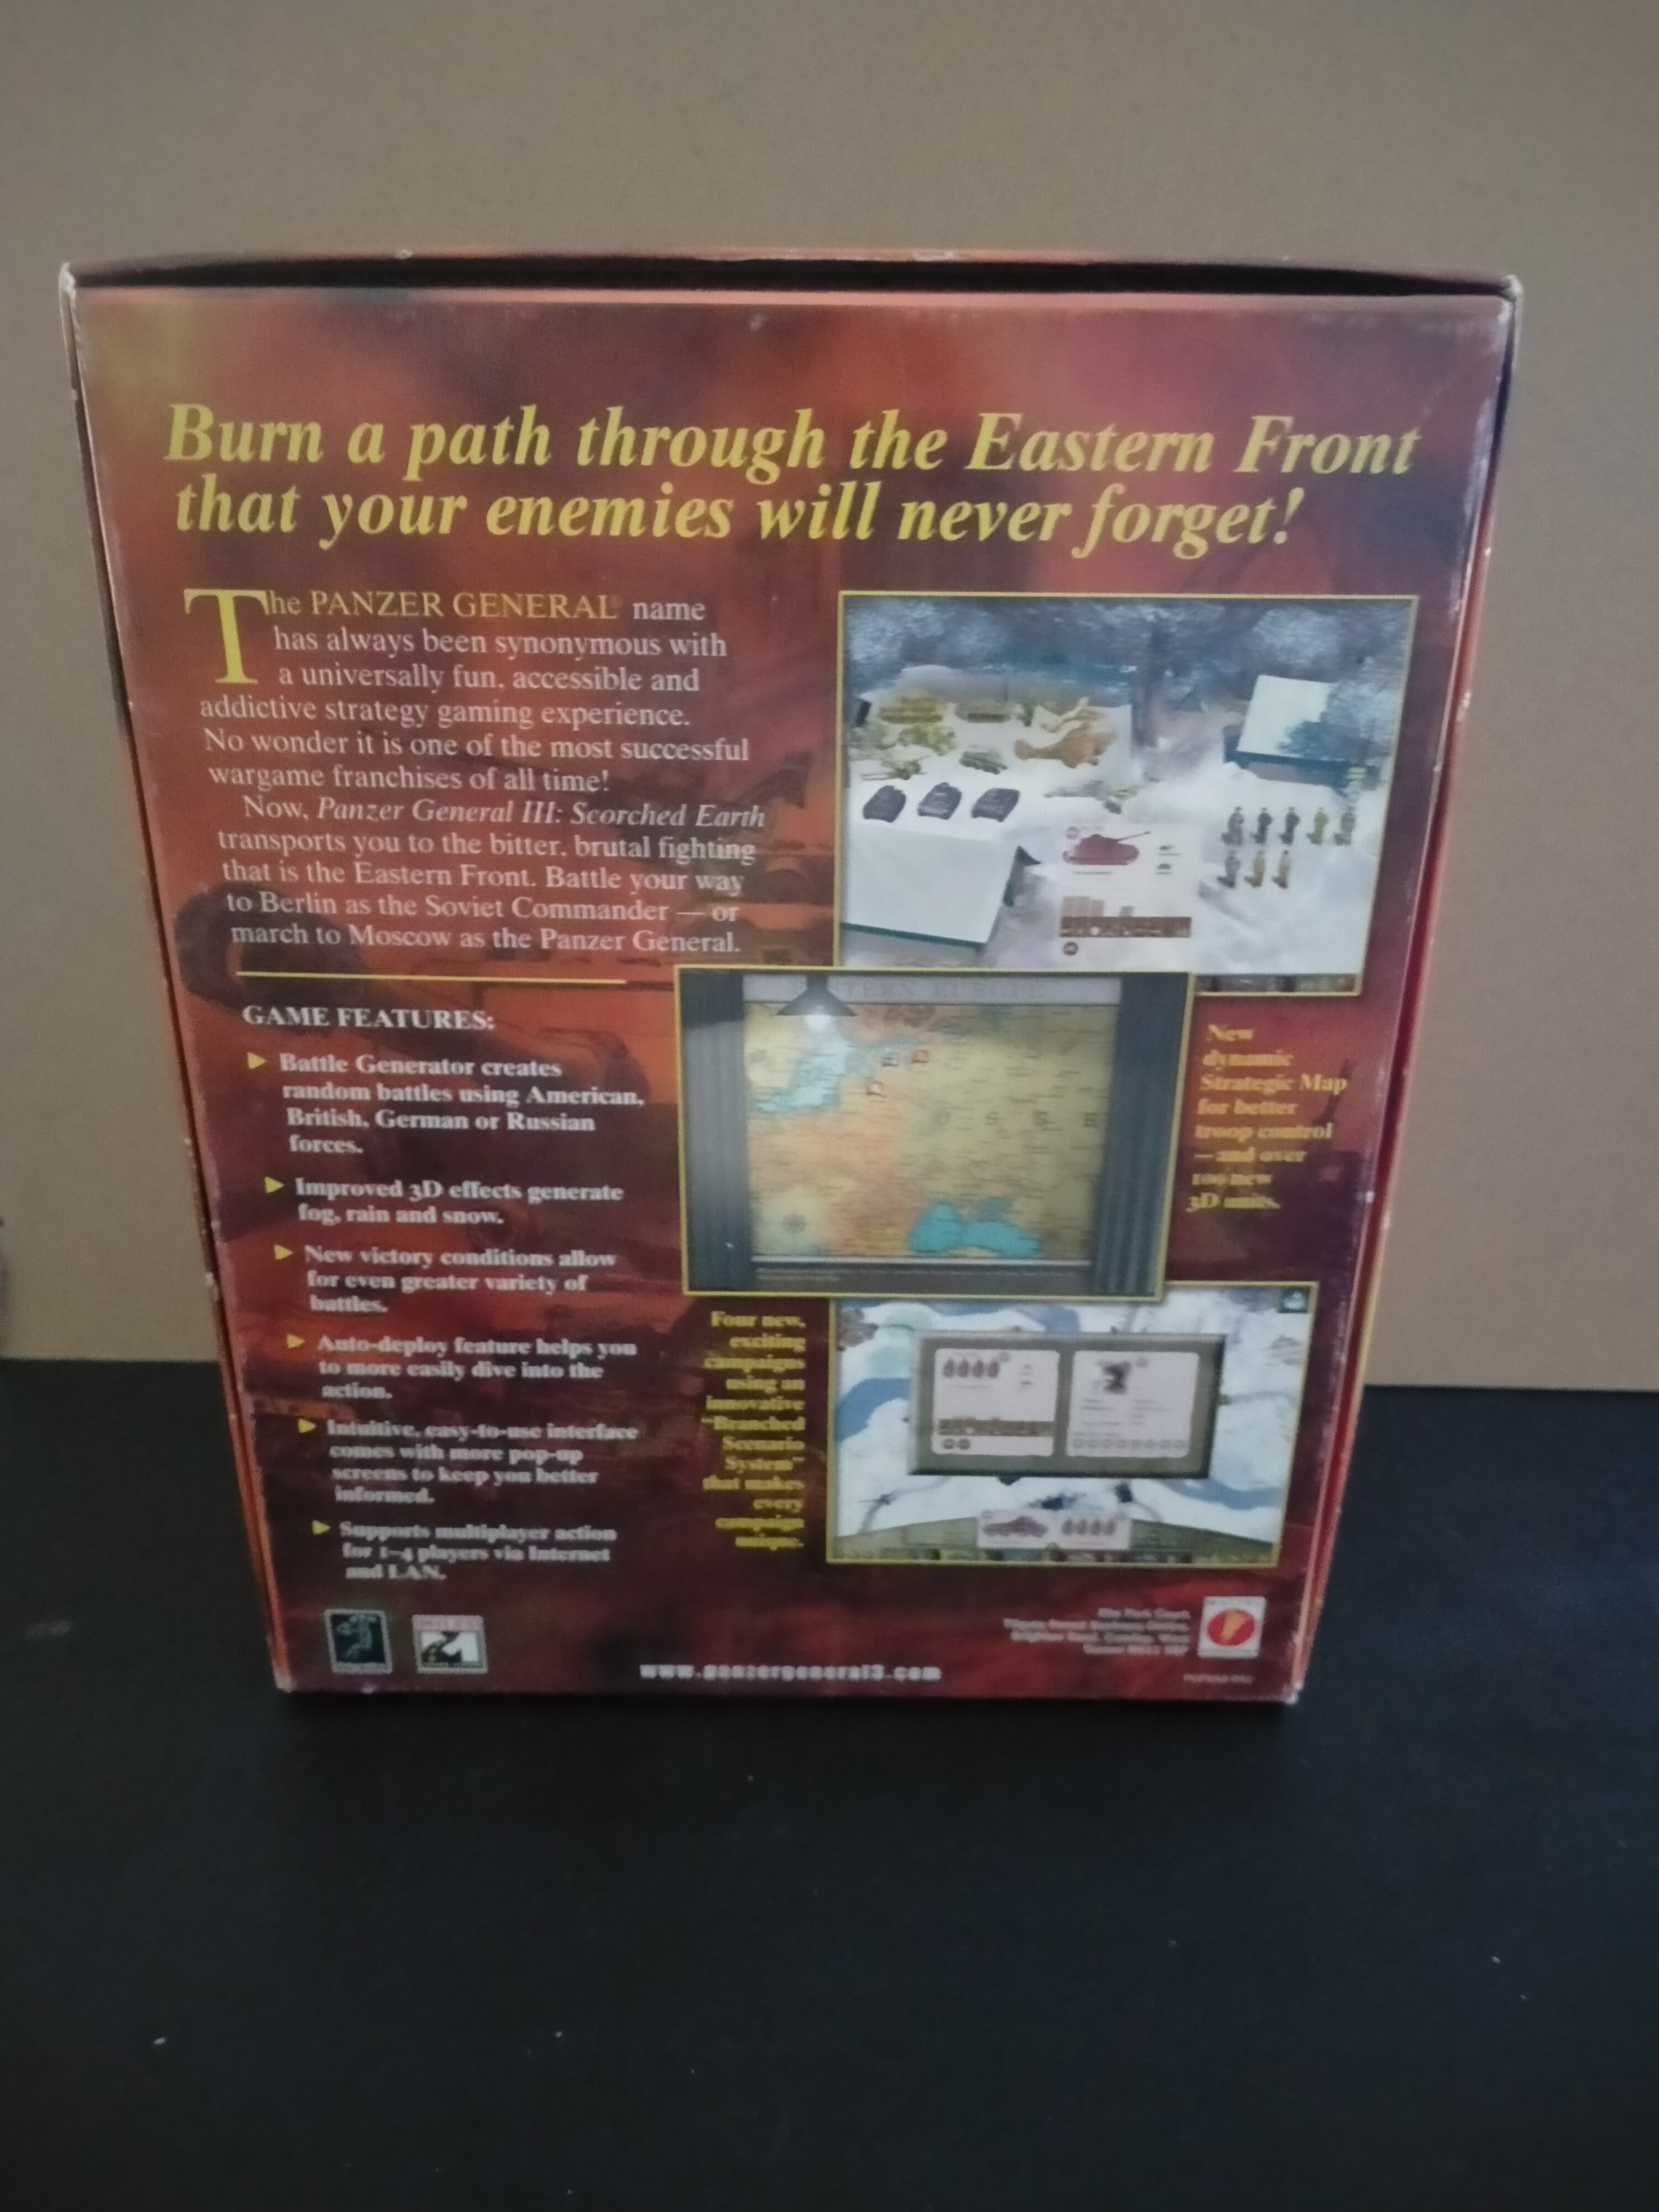 Burn a path through the Eastern Front
that your enemies will never forget!
The PANZER GENERAL® name
has always been synonymous with
a universally fun, accessible and
addictive strategy gaming experience.
No wonder it is one of the most successful
wargame franchises of all time!
Now, Panzer General III: Scorched Earth
transports you to the bitter, brutal fighting
that is the Eastern Front. Battle your way
to Berlin as the Soviet Commander — or
march to Moscow as the Panzer General.
GAME FEATURES:
Battle Generator creates
random battles using American,
British, German or Russian
forces.
Improved 3D effects generate
fog, rain and snow.
New victory conditions allow
for even greater variety of
battles.
Auto-deploy feature helps you
to more easily dive into the
action.
Intuitive, easy-to-use interface
comes with more pop-up
screens to keep you better
informed.
Supports multiplayer action
for 1–4 players via Internet
and LAN.
EUROPE
New
dynamic
Strategic Map
for better
troop control
— and over
100 new
3D units.
Four new,
exciting
campaigns
using an
innovative
"Branched
Scenario
System"
that makes
every
campaign
unique.
www.panzergeneral3.com